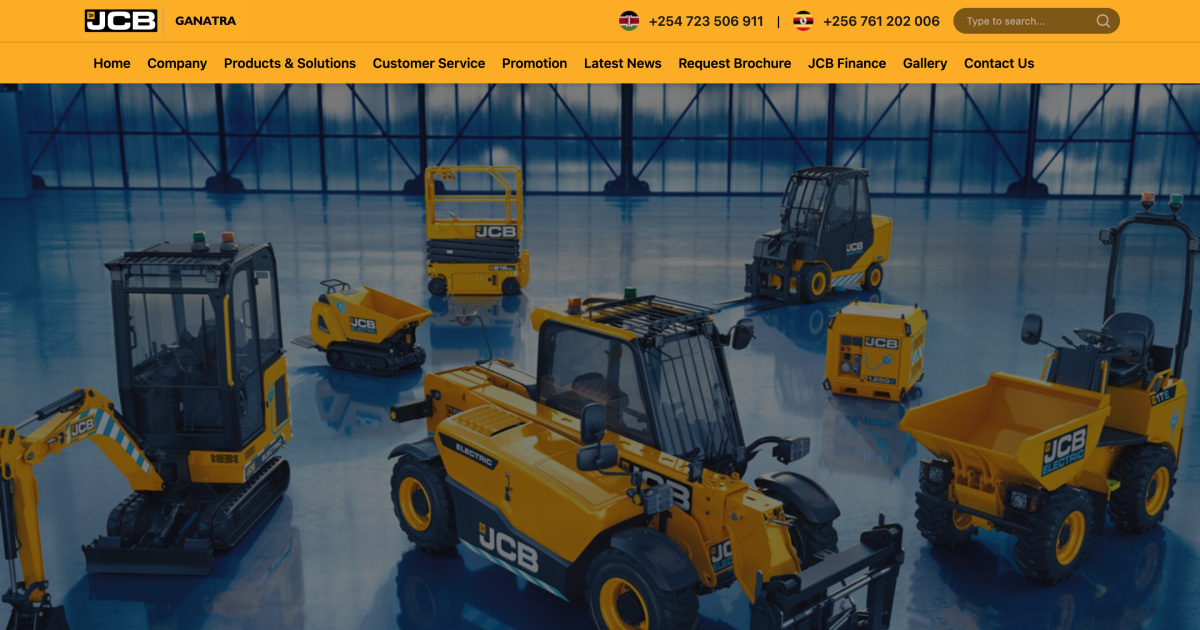 JCB GANATRA
+254 723 506 911 | +256 761 202 006
Type to search...
Home Company Products & Solutions Customer Service Promotion Latest News Request Brochure JCB Finance Gallery Contact Us
JCB
JCB
JCB
JCB
JCB
ELECTRIC
JCB
JCB
ELECTRIC
JCB
JCB
1TE